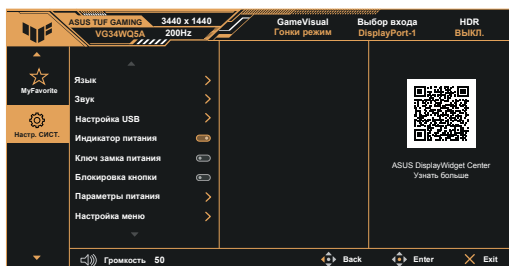 ASUS TUF GAMING 3440 x 1440
VG34WQ5A 200Hz
GameVisual
Гонки режим
Выбор входа
DisplayPort-1
HDR
ВЫКЛ.
MyFavorite
Настр. СИСТ.
Язык
Звук
Настройка USB
Индикатор питания
Ключ замка питания
Блокировка кнопки
Параметры питания
Настройка меню
ASUS DisplayWidget Center
Узнать больше
Громкость 50
Back
Enter
Exit